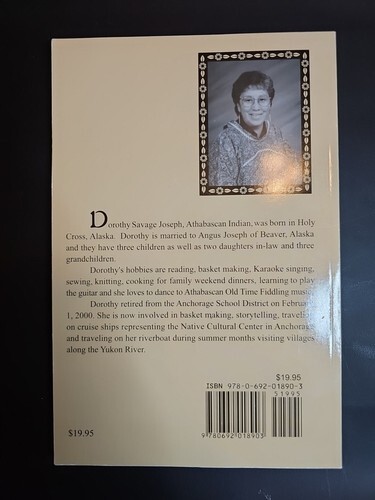 Dorothy Savage Joseph, Athabascan Indian, was born in Holy
Cross, Alaska. Dorothy is married to Angus Joseph of Beaver, Alaska
and they have three children as well as two daughters in-law and three
grandchildren.
Dorothy's hobbies are reading, basket making, Karaoke singing,
sewing, knitting, cooking for family weekend dinners, learning to play
the guitar and she loves to dance to Athabascan Old Time Fiddling music.
Dorothy retired from the Anchorage School District on February
1, 2000. She is now involved in basket making, storytelling, traveling
on cruise ships representing the Native Cultural Center in Anchorage
and traveling on her riverboat during summer months visiting villages
along the Yukon River.
$19.95
ISBN 978-0-692-01890-3
51995
9 780692 018903
$19.95